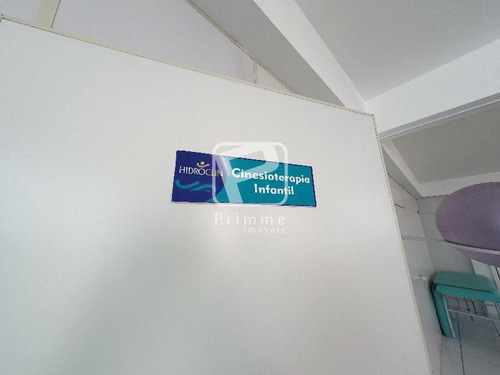 HIDROCLIN
Cinesioterapia
Infantil
Primme
imóveis